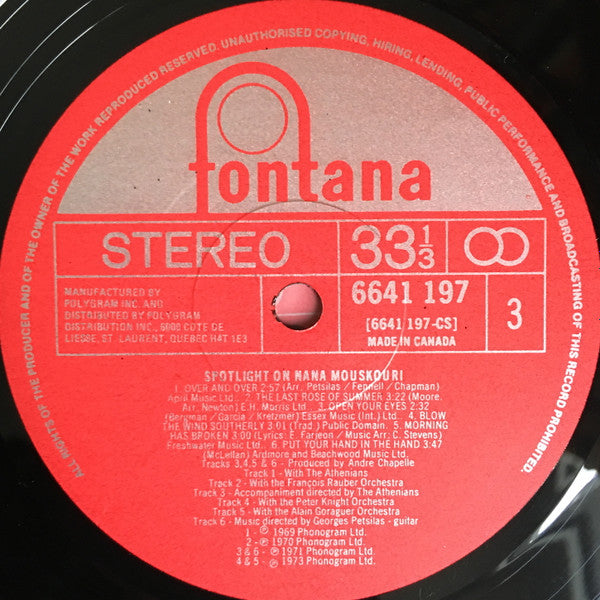 ALL RIGHTS OF THE PRODUCER AND OF THE OWNER OF THE WORK REPRODUCED RESERVED. UNAUTHORISED COPYING, HIRING, LENDING, PUBLIC PERFORMANCE AND BROADCASTING OF THIS RECORD PROHIBITED.
fontana
STEREO
33 1/3
MANUFACTURED BY
POLYGRAM INC. AND
DISTRIBUTED BY POLYGRAM
DISTRIBUTION INC., 6000 COTE DE
LIESSE, ST. LAURENT, QUEBEC H4T 1E3
6641 197
[6641 197-CS]
MADE IN CANADA
3
SPOTLIGHT ON NANA MOUSKOURI
1. OVER AND OVER 2:57 (Arr. Petsilas / Fennell / Chapman)
April Music Ltd. 2. THE LAST ROSE OF SUMMER 3:22 (Moore.
Arr. Newton) E.H. Morris Ltd. 3. OPEN YOUR EYES 2:32
(Bergman / Garcia / Kretzmer) Essex Music (Int.) Ltd. 4. BLOW
THE WIND SOUTHERLY 3:01 (Trad.) Public Domain. 5. MORNING
HAS BROKEN 3:00 (Lyrics: E. Farjeon / Music Arr: C. Stevens)
Freshwater Music Ltd. 6. PUT YOUR HAND IN THE HAND 3:47
(McLellan) Ardmore and Beachwood Music Ltd.
Tracks 3,4,5 & 6 - Produced by Andre Chapelle
Track 1 - With The Athenians
Track 2 - With the François Rauber Orchestra
Track 3 - Accompaniment directed by The Athenians
Track 4 - With the Peter Knight Orchestra
Track 5 - With the Alain Goraguer Orchestra
Track 6 - Music directed by Georges Petsilas - guitar
1 - ℗ 1969 Phonogram Ltd.
2 - ℗ 1970 Phonogram Ltd.
3 & 6 - ℗ 1971 Phonogram Ltd.
4 & 5 - ℗ 1973 Phonogram Ltd.